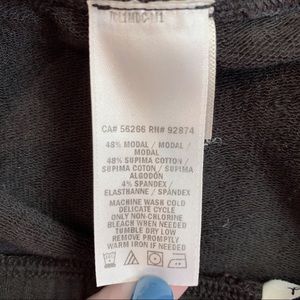 CA# 56266 RN# 92874
48% MODAL / MODAL /
MODAL
48% SUPIMA COTTON /
SUPIMA COTON / SUPIMA
ALGODÓN
4% SPANDEX /
ELASTHANNE / SPANDEX
MACHINE WASH COLD
DELICATE CYCLE
ONLY NON-CHLORINE
BLEACH WHEN NEEDED
TUMBLE DRY LOW
REMOVE PROMPTLY
WARM IRON IF NEEDED